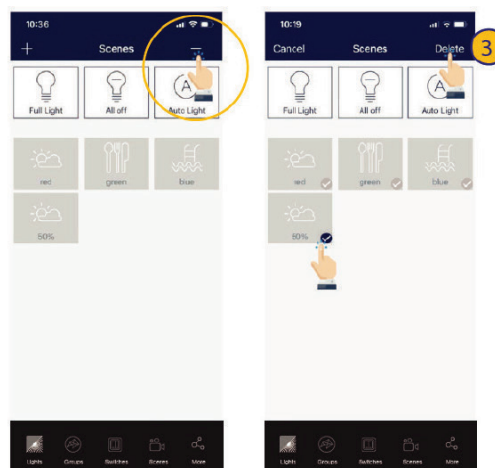 10:36
+ Scenes —
Full Light All off A Auto Light
red green blue
50%
Lights Groups Switches Scenes More
10:19
Cancel Scenes Delete 3
Full Light All off A Auto Light
red green blue
50%
Lights Groups Switches Scenes More